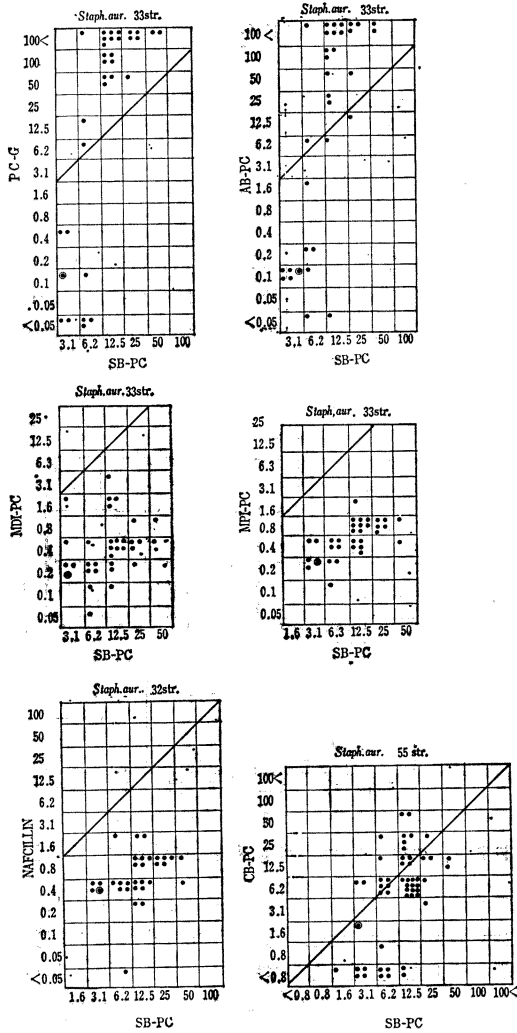 Staph.aur. 33str.
PC-G
100<
100
50
25
12.5
6.2
3.1
1.6
0.8
0.4
0.2
0.1
0.05
<0.05
3.1 6.2 12.5 25 50 100
SB-PC
Staph.aur. 33str.
AB-PC
100<
100
50
25
12.5
6.2
3.1
1.6
0.8
0.4
0.2
0.1
0.05
<0.05
3.1 6.2 12.5 25 50 100
SB-PC
Staph.aur.33str.
MDI-PC
25
12.5
6.3
3.1
1.6
0.8
0.4
0.2
0.1
0.05
3.1 6.2 12.5 25 50
SB-PC
Staph.aur. 33str.
MPI-PC
25
12.5
6.3
3.1
1.6
0.8
0.4
0.2
0.1
0.05
1.6 3.1 6.3 12.5 25 50
SB-PC
Staph.aur.. 32str.
NAFCILLIN
100
50
25
12.5
6.2
3.1
1.6
0.8
0.4
0.2
0.1
0.05
<0.05
1.6 3.1 6.2 12.5 25 50 100
SB-PC
Staph.aur. 55 str.
CB-PC
100<
100
50
25
12.5
6.2
3.1
1.6
0.8
<0.8
<0.8 0.8 1.6 3.1 6.2 12.5 25 50 100 100<
SB-PC